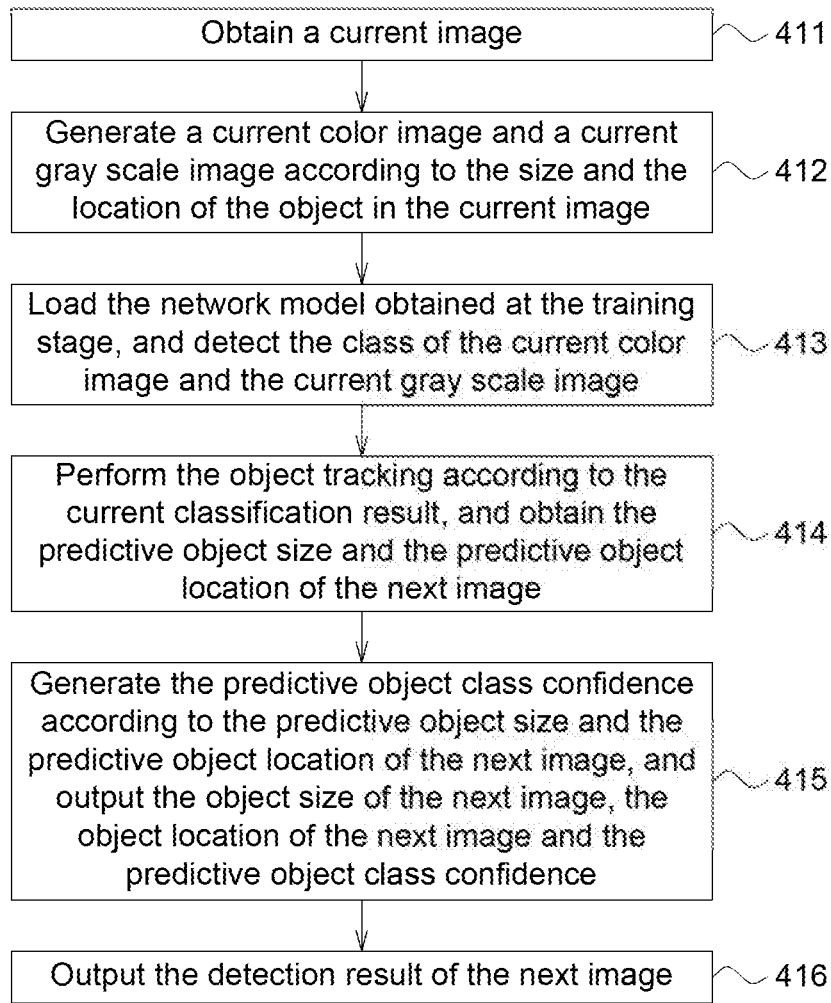 Obtain a current image
411
Generate a current color image and a current
gray scale image according to the size and the
location of the object in the current image
412
Load the network model obtained at the training
stage, and detect the class of the current color
image and the current gray scale image
413
Perform the object tracking according to the
current classification result, and obtain the
predictive object size and the predictive object
location of the next image
414
Generate the predictive object class confidence
according to the predictive object size and the
predictive object location of the next image, and
output the object size of the next image, the
object location of the next image and the
predictive object class confidence
415
Output the detection result of the next image
416